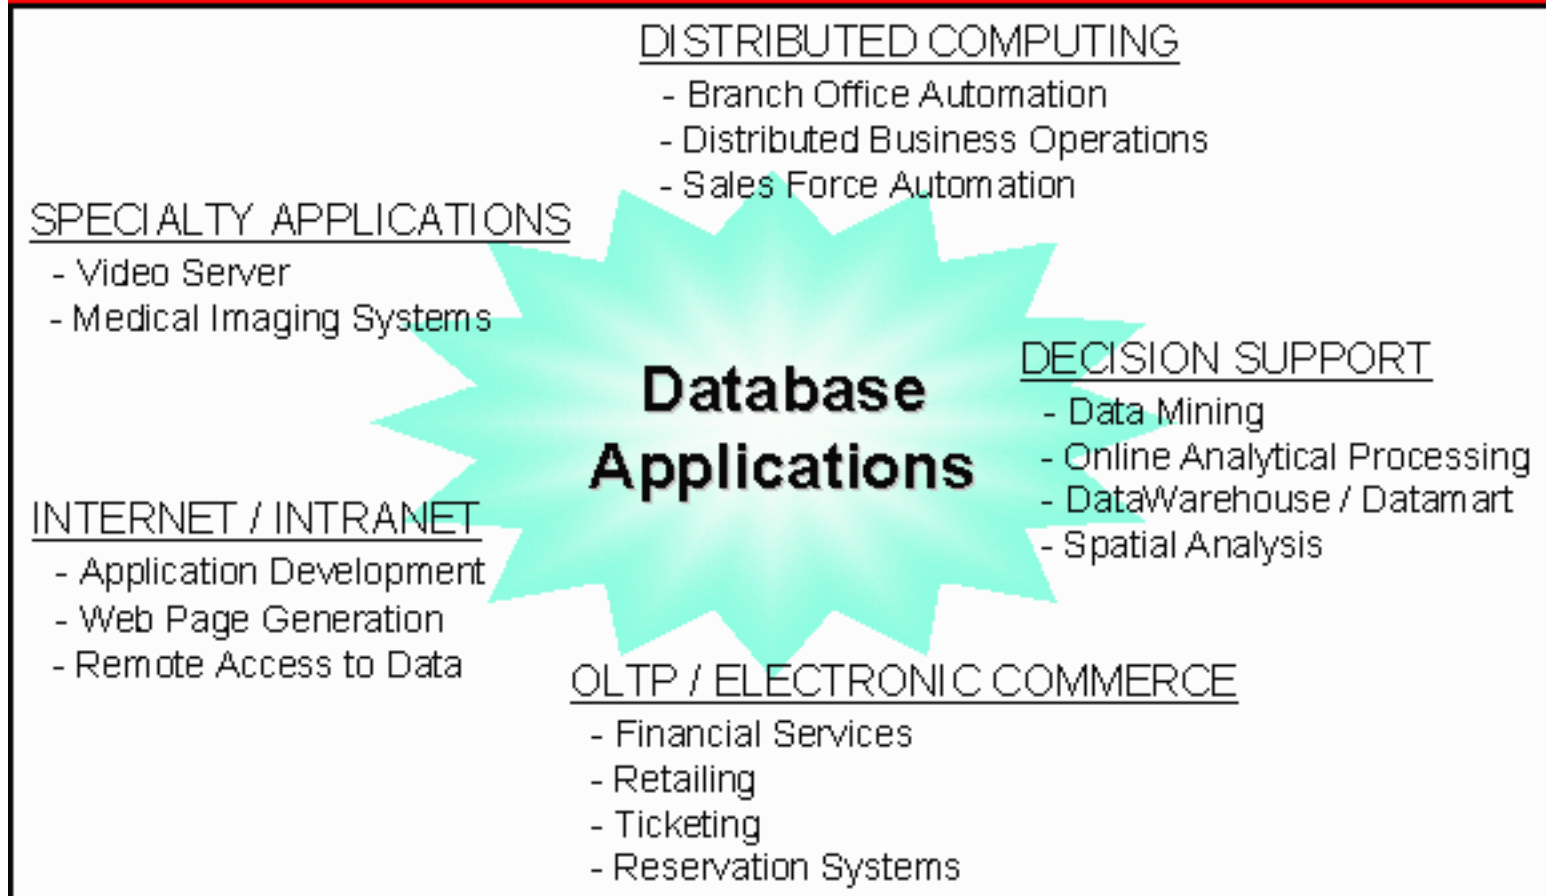 DISTRIBUTED COMPUTING
- Branch Office Automation
- Distributed Business Operations
- Sales Force Automation
SPECIALTY APPLICATIONS
- Video Server
- Medical Imaging Systems
Database
Applications
DECISION SUPPORT
- Data Mining
- Online Analytical Processing
- DataWarehouse / Datamart
- Spatial Analysis
INTERNET / INTRANET
- Application Development
- Web Page Generation
- Remote Access to Data
OLTP / ELECTRONIC COMMERCE
- Financial Services
- Retailing
- Ticketing
- Reservation Systems